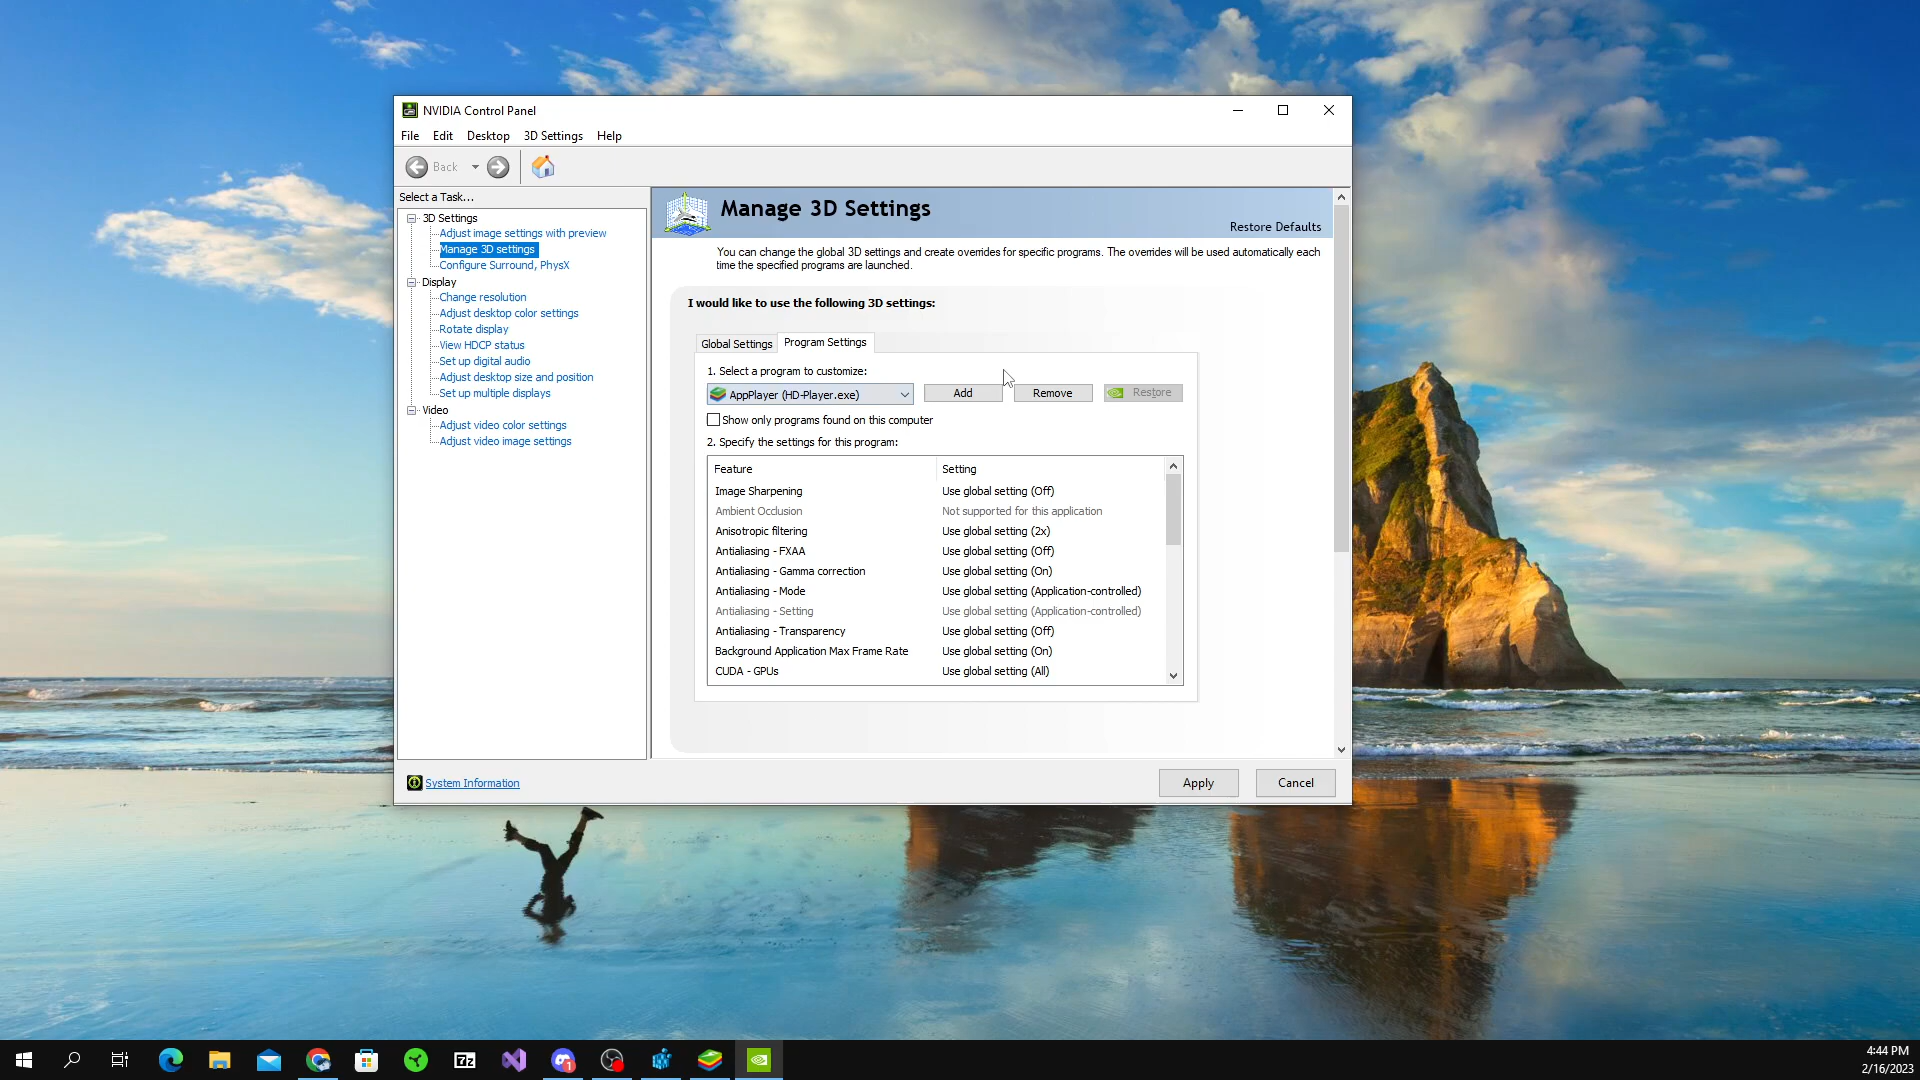 NVIDIA Control Panel
File Edit Desktop 3D Settings Help
Back
Select a Task...
3D Settings
Adjust image settings with preview
Manage 3D settings
Configure Surround, PhysX
Display
Change resolution
Adjust desktop color settings
Rotate display
View HDCP status
Set up digital audio
Adjust desktop size and position
Set up multiple displays
Video
Adjust video color settings
Adjust video image settings
System Information
Manage 3D Settings
Restore Defaults
You can change the global 3D settings and create overrides for specific programs. The overrides will be used automatically each
time the specified programs are launched.
I would like to use the following 3D settings:
Global Settings Program Settings
1. Select a program to customize:
AppPlayer (HD-Player.exe) Add Remove Restore
Show only programs found on this computer
2. Specify the settings for this program:
Feature Setting
Image Sharpening Use global setting (Off)
Ambient Occlusion Not supported for this application
Anisotropic filtering Use global setting (2x)
Antialiasing - FXAA Use global setting (Off)
Antialiasing - Gamma correction Use global setting (On)
Antialiasing - Mode Use global setting (Application-controlled)
Antialiasing - Setting Use global setting (Application-controlled)
Antialiasing - Transparency Use global setting (Off)
Background Application Max Frame Rate Use global setting (On)
CUDA - GPUs Use global setting (All)
Apply Cancel
7z
1
4:44 PM
2/16/2023